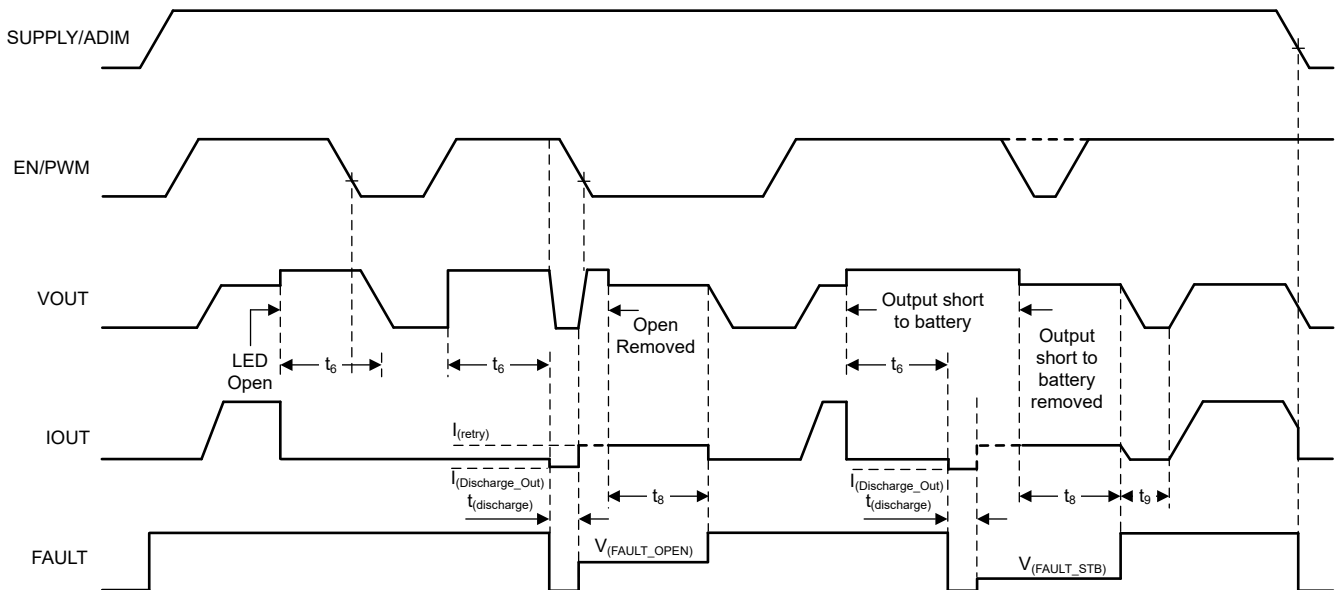 SUPPLY/ADIM
EN/PWM
VOUT
LED
Open
t6
t6
Open
Removed
Output short
to battery
t6
Output
short to
battery
removed
IOUT
I(retry)
I(Discharge_Out)
t(discharge)
t8
I(Discharge_Out)
t(discharge)
t8
t9
FAULT
V(FAULT_OPEN)
V(FAULT_STB)